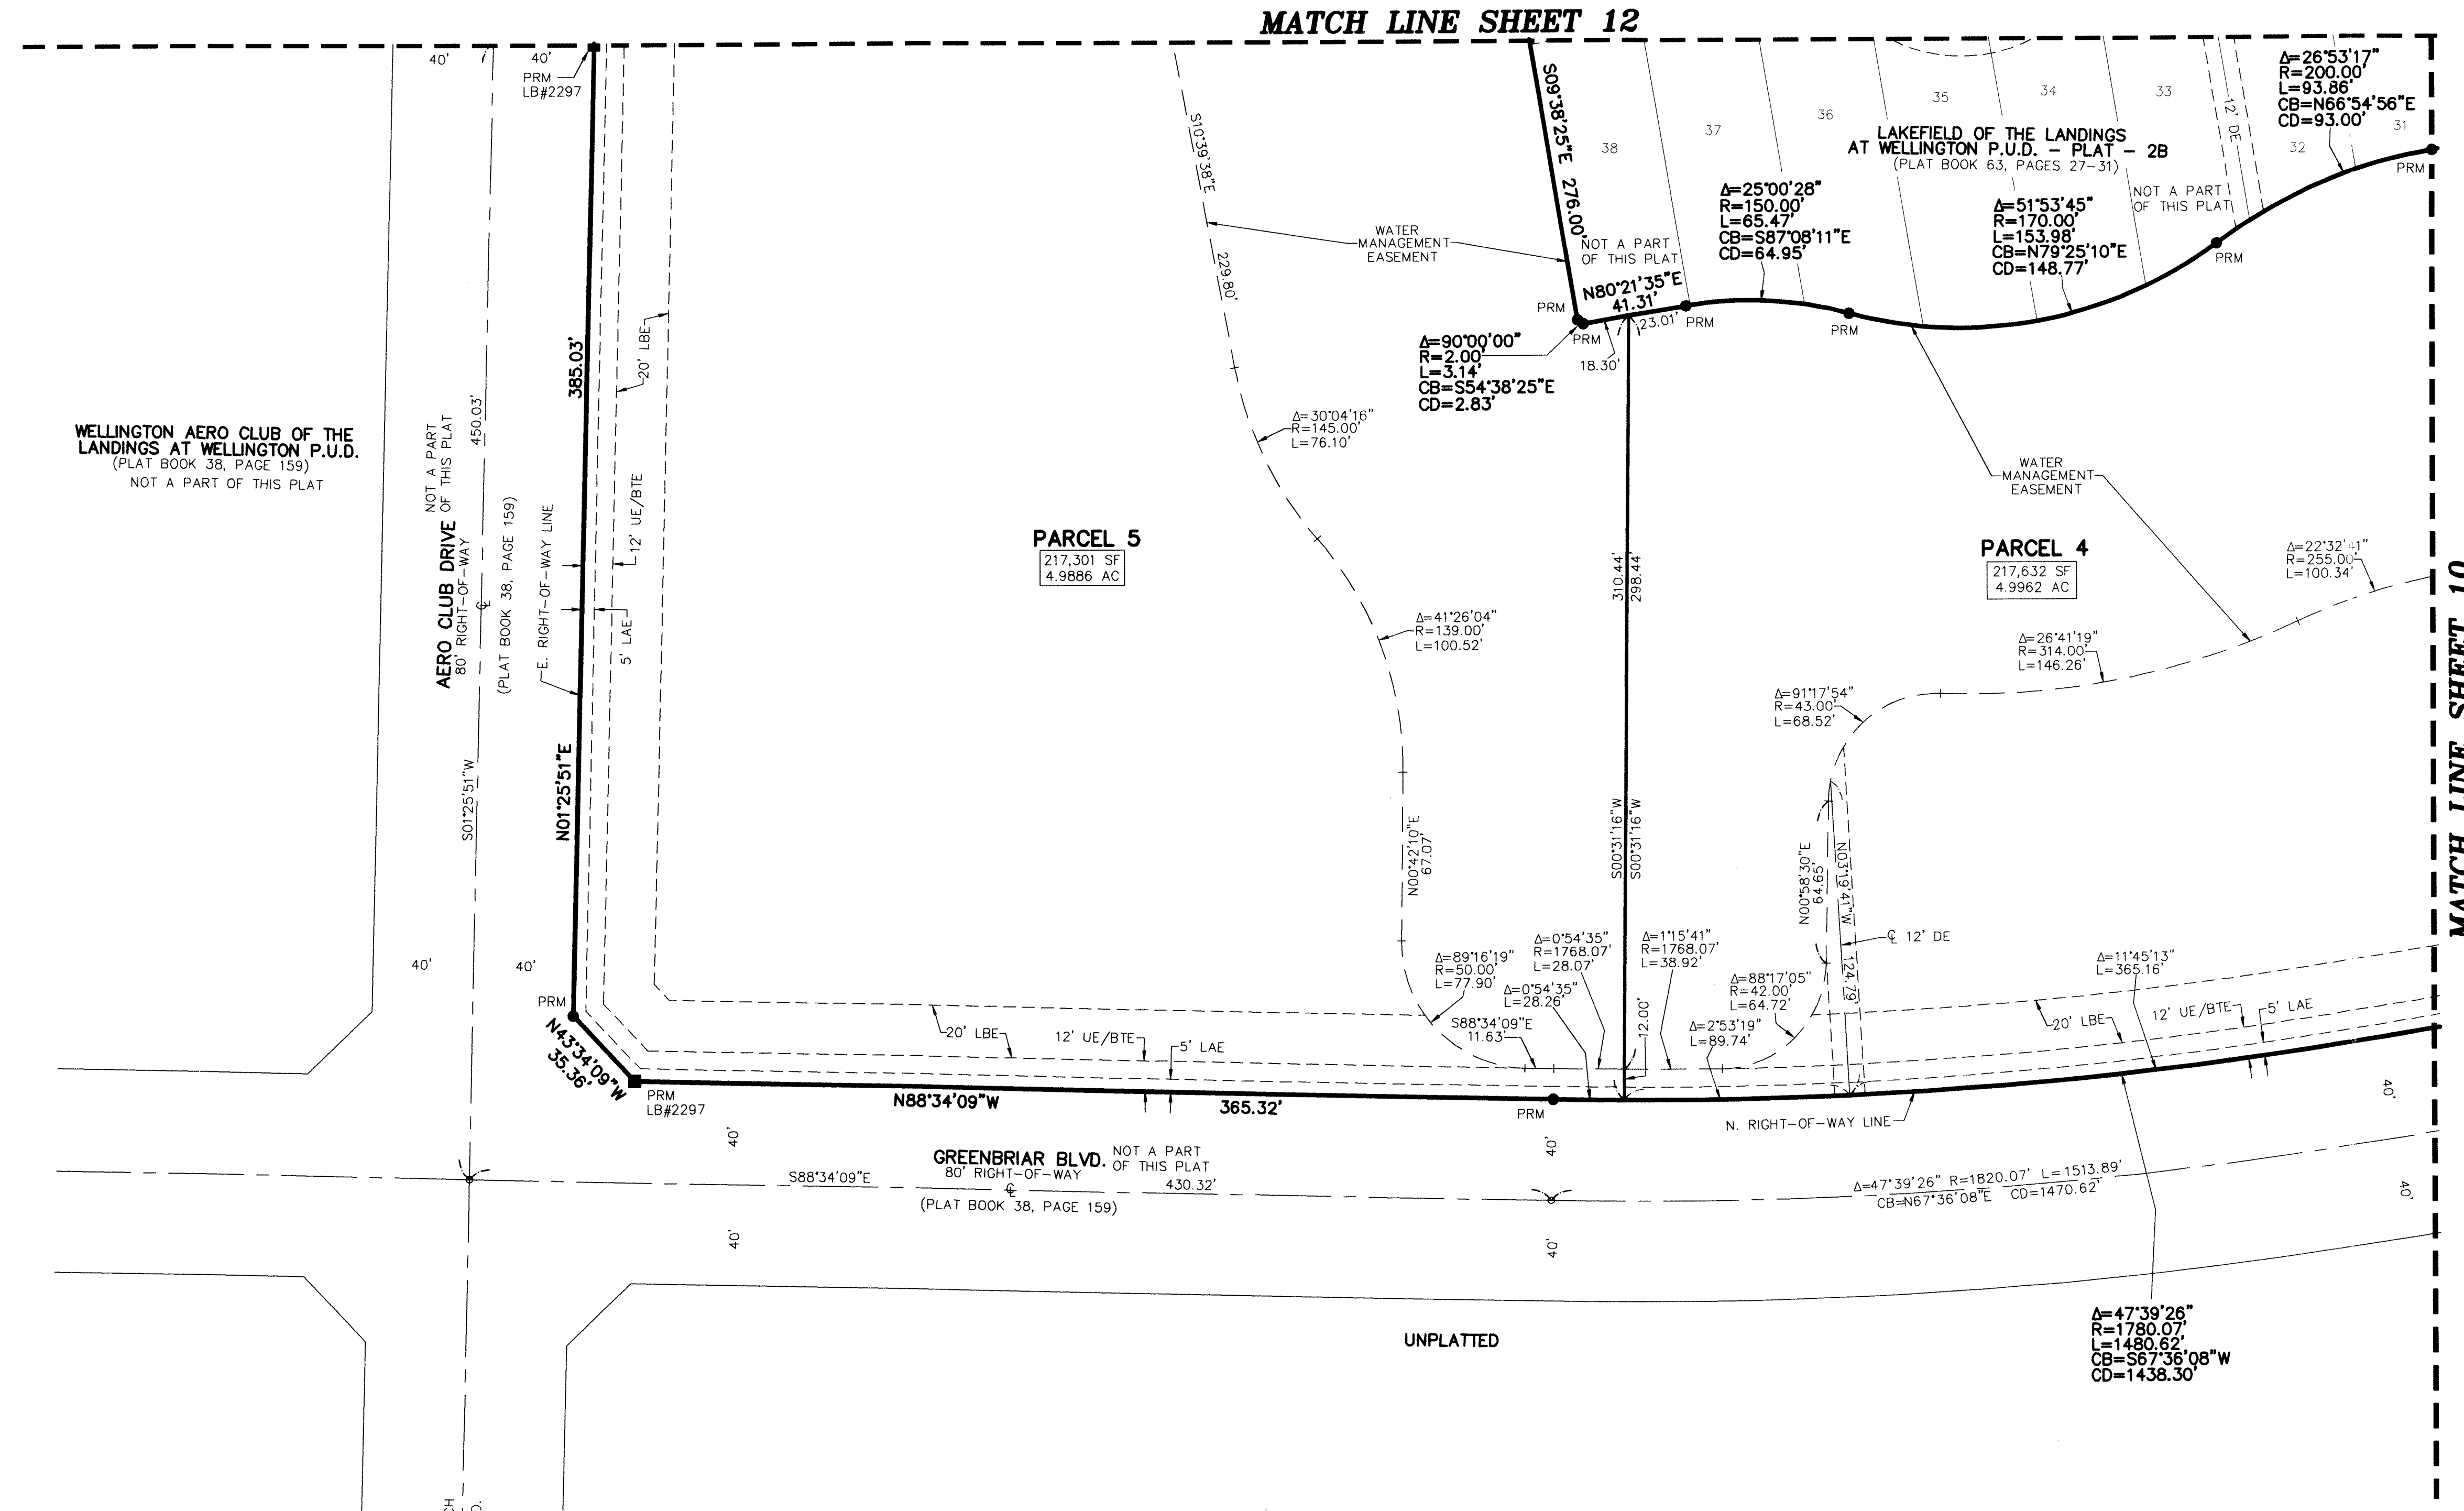 MATCH LINE SHEET 12
40'
40'
PRM
LB#2297
S10°39'38"E
229.80'
S09°38'25"E 276.00'
38
37
36
35
34
33
32
31
12' DE
LAKEFIELD OF THE LANDINGS
AT WELLINGTON P.U.D. - PLAT - 2B
(PLAT BOOK 63, PAGES 27-31)
NOT A PART
OF THIS PLAT
Δ=26°53'17"
R=200.00'
L=93.86'
CB=N66°54'56"E
CD=93.00'
PRM
Δ=25°00'28"
R=150.00'
L=65.47'
CB=S87°08'11"E
CD=64.95'
Δ=51°53'45"
R=170.00'
L=153.98'
CB=N79°25'10"E
CD=148.77'
PRM
WATER
MANAGEMENT
EASEMENT
NOT A PART
OF THIS PLAT
N80°21'35"E
41.31'
23.01'
18.30'
PRM
PRM
PRM
PRM
Δ=90°00'00"
R=2.00'
L=3.14'
CB=S54°38'25"E
CD=2.83'
WELLINGTON AERO CLUB OF THE
LANDINGS AT WELLINGTON P.U.D.
(PLAT BOOK 38, PAGE 159)
NOT A PART OF THIS PLAT
AERO CLUB DRIVE
NOT A PART
OF THIS PLAT
80' RIGHT-OF-WAY
450.03'
S01°25'51"W
(PLAT BOOK 38, PAGE 159)
E. RIGHT-OF-WAY LINE
385.03'
N01°25'51"E
20' LBE
12' UE/BTE
5' LAE
Δ=30°04'16"
R=145.00'
L=76.10'
PARCEL 5
217,301 SF
4.9886 AC
Δ=41°26'04"
R=139.00'
L=100.52'
310.44'
298.44'
S00°31'16"W
S00°31'16"W
WATER
MANAGEMENT
EASEMENT
PARCEL 4
217,632 SF
4.9962 AC
Δ=22°32'41"
R=255.00'
L=100.34'
Δ=26°41'19"
R=314.00'
L=146.26'
Δ=91°17'54"
R=43.00'
L=68.52'
MATCH LINE SHEET 10
N00°42'10"E
67.07'
N00°58'30"E
64.65'
N03°19'41"W
124.79'
℄ 12' DE
40'
40'
Δ=89°16'19"
R=50.00'
L=77.90'
Δ=0°54'35"
R=1768.07'
L=28.07'
Δ=1°15'41"
R=1768.07'
L=38.92'
Δ=0°54'35"
L=28.26'
Δ=88°17'05"
R=42.00'
L=64.72'
Δ=2°53'19"
L=89.74'
Δ=11°45'13"
L=365.16'
S88°34'09"E
11.63'
12.00'
PRM
N43°34'09"W
35.36'
20' LBE
12' UE/BTE
5' LAE
20' LBE
12' UE/BTE
5' LAE
PRM
LB#2297
N88°34'09"W
365.32'
PRM
N. RIGHT-OF-WAY LINE
40'
40'
40'
S88°34'09"E
GREENBRIAR BLVD.
NOT A PART
OF THIS PLAT
80' RIGHT-OF-WAY
℄
430.32'
(PLAT BOOK 38, PAGE 159)
Δ=47°39'26" R=1820.07' L=1513.89'
CB=N67°36'08"E CD=1470.62'
40'
40'
40'
UNPLATTED
Δ=47°39'26"
R=1780.07'
L=1480.62'
CB=S67°36'08"W
CD=1438.30'